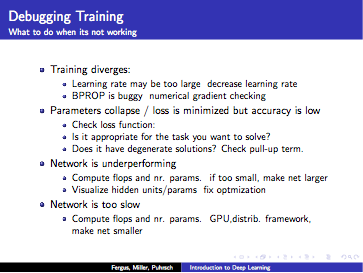 Debugging Training
What to do when its not working
Training diverges:
Learning rate may be too large decrease learning rate
BPROP is buggy numerical gradient checking
Parameters collapse / loss is minimized but accuracy is low
Check loss function:
Is it appropriate for the task you want to solve?
Does it have degenerate solutions? Check pull-up term.
Network is underperforming
Compute flops and nr. params. if too small, make net larger
Visualize hidden units/params fix optmization
Network is too slow
Compute flops and nr. params. GPU,distrib. framework,
make net smaller
Fergus, Miller, Puhrsch Introduction to Deep Learning